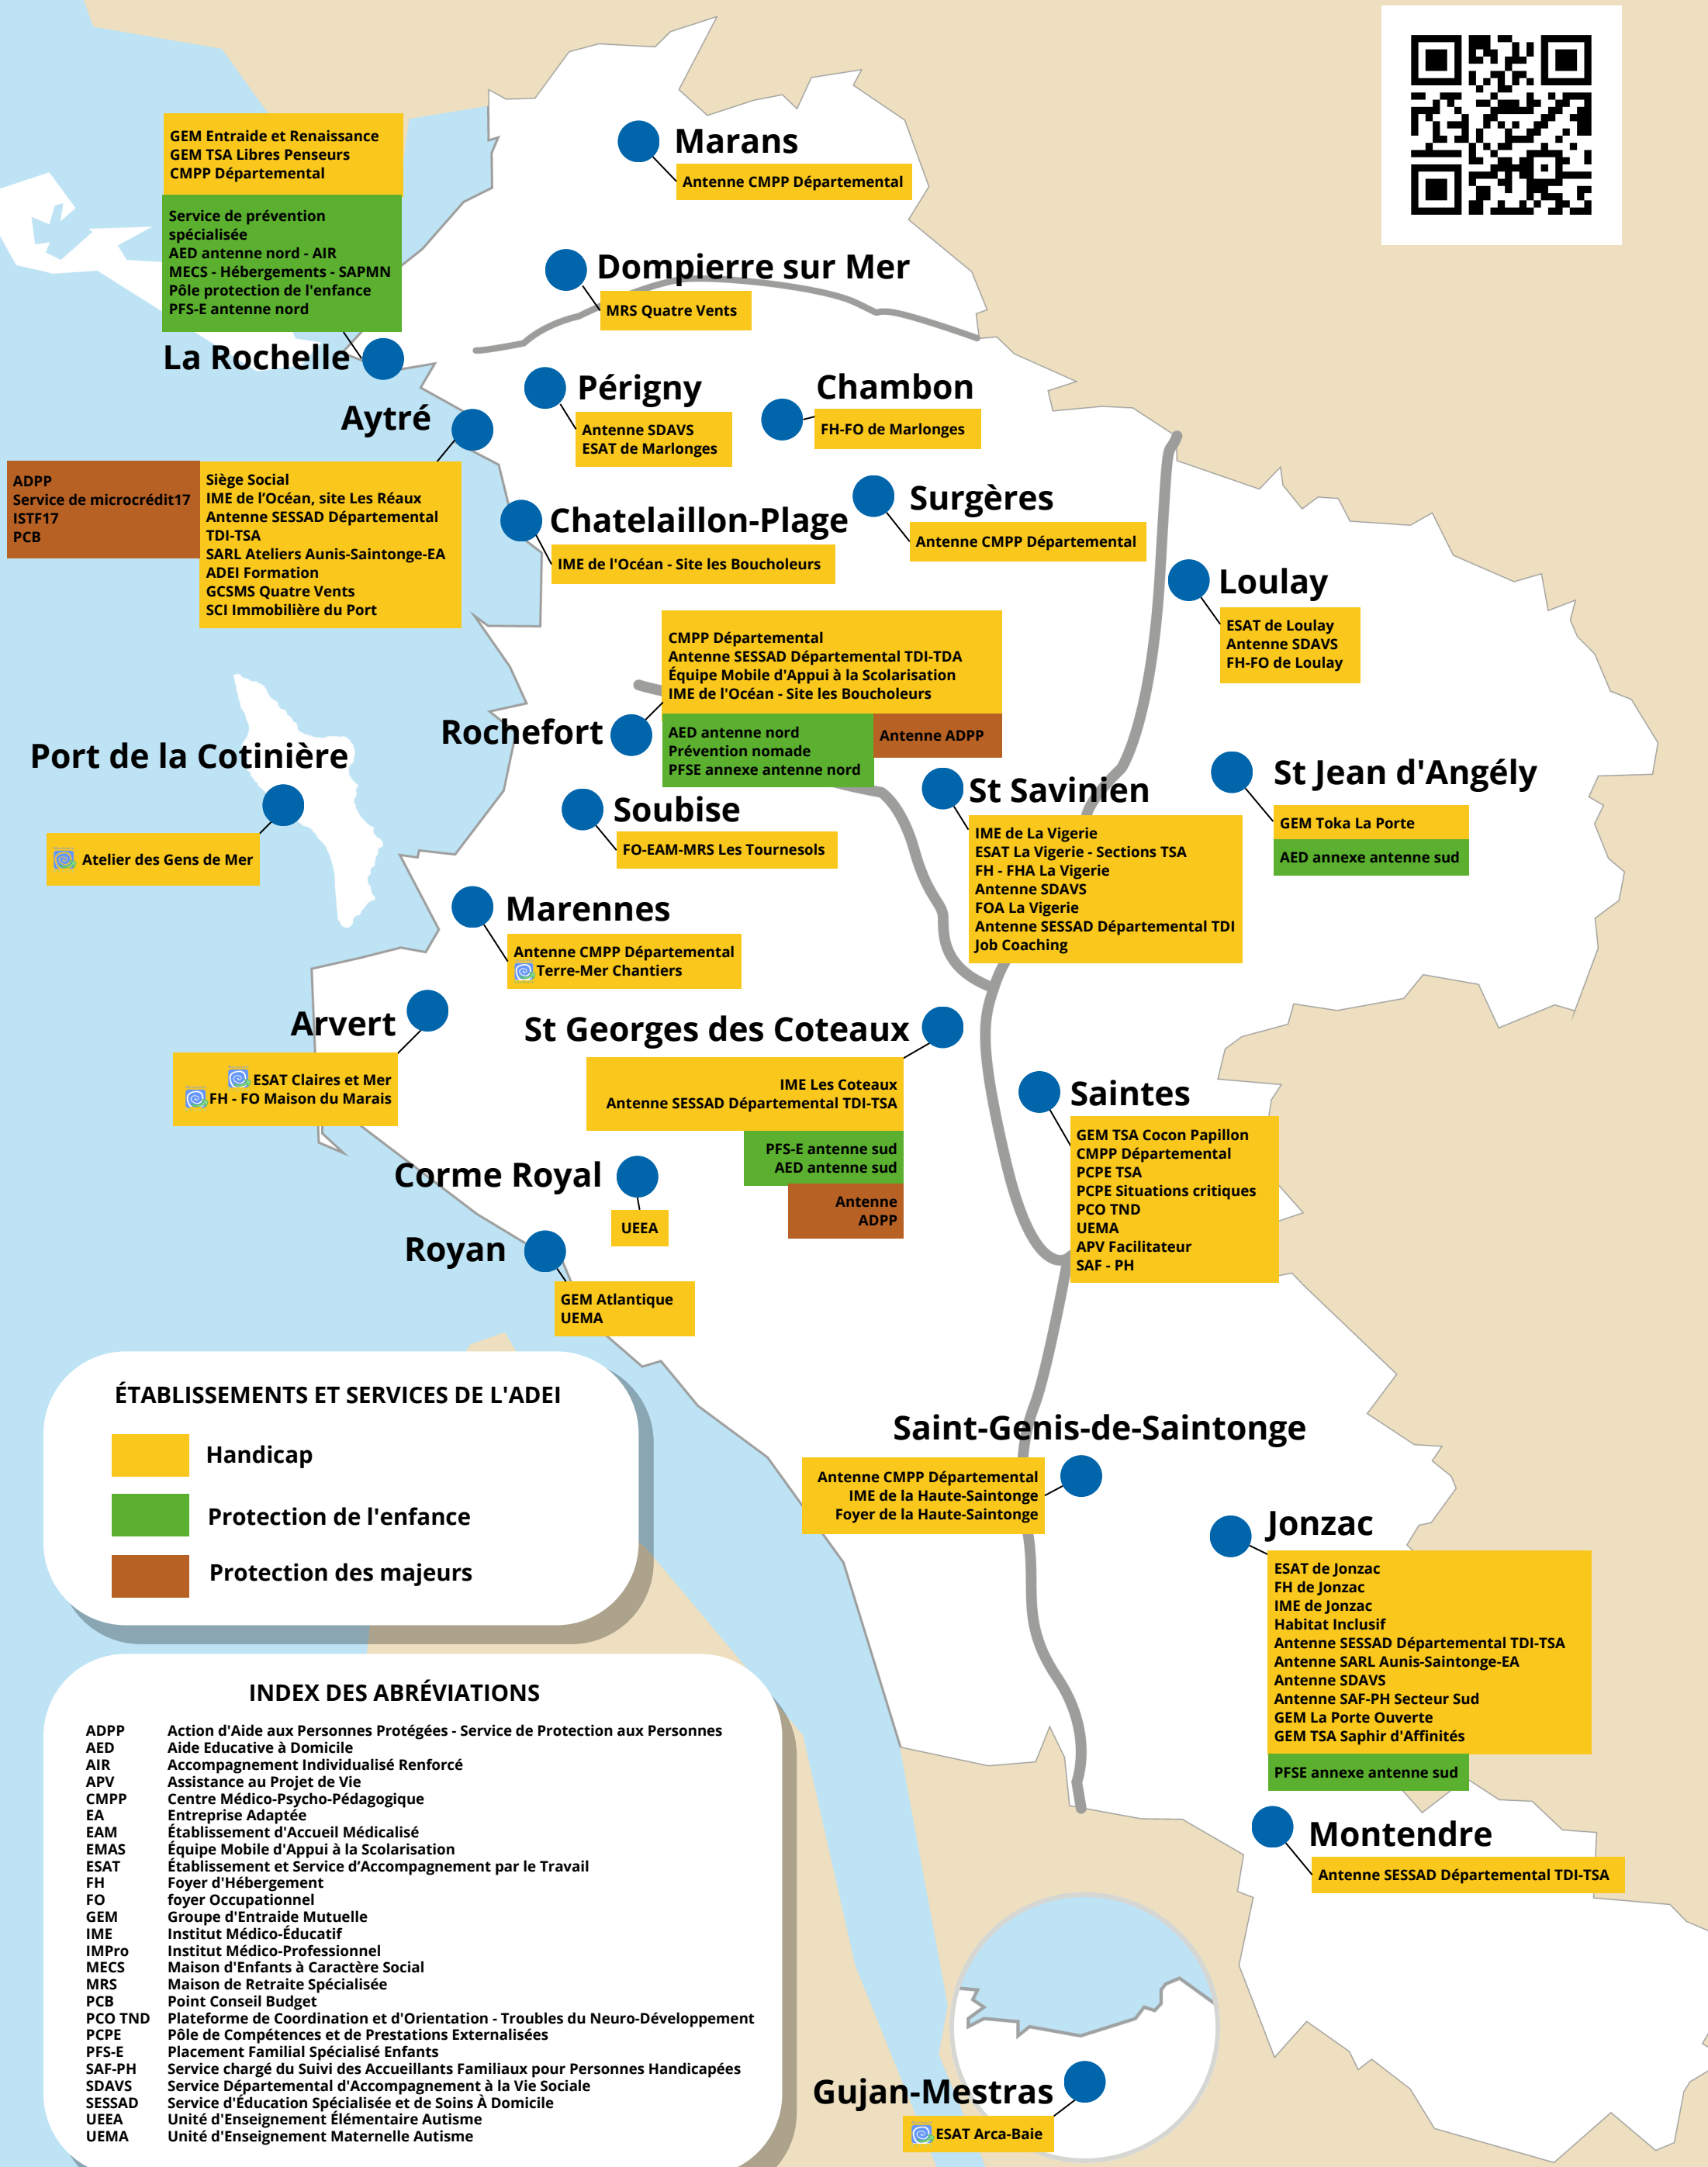 Marans
Antenne CMPP Départemental
GEM Entraide et Renaissance
GEM TSA Libres Penseurs
CMPP Départemental
Service de prévention
spécialisée
AED antenne nord - AIR
MECS - Hébergements - SAPMN
Pôle protection de l'enfance
PFS-E antenne nord
La Rochelle
Dompierre sur Mer
MRS Quatre Vents
Périgny
Antenne SDAVS
ESAT de Marlonges
Chambon
FH-FO de Marlonges
Aytré
ADPP
Service de microcrédit17
ISTF17
PCB
Siège Social
IME de l’Océan, site Les Réaux
Antenne SESSAD Départemental
TDI-TSA
SARL Ateliers Aunis-Saintonge-EA
ADEI Formation
GCSMS Quatre Vents
SCI Immobilière du Port
Chatelaillon-Plage
IME de l'Océan - Site les Boucholeurs
Surgères
Antenne CMPP Départemental
Loulay
ESAT de Loulay
Antenne SDAVS
FH-FO de Loulay
Rochefort
CMPP Départemental
Antenne SESSAD Départemental TDI-TDA
Équipe Mobile d'Appui à la Scolarisation
IME de l'Océan - Site les Boucholeurs
AED antenne nord
Prévention nomade
PFSE annexe antenne nord
Antenne ADPP
Port de la Cotinière
Atelier des Gens de Mer
Soubise
FO-EAM-MRS Les Tournesols
St Savinien
IME de La Vigerie
ESAT La Vigerie - Sections TSA
FH - FHA La Vigerie
Antenne SDAVS
FOA La Vigerie
Antenne SESSAD Départemental TDI
Job Coaching
St Jean d'Angély
GEM Toka La Porte
AED annexe antenne sud
Marennes
Antenne CMPP Départemental
Terre-Mer Chantiers
Arvert
ESAT Claires et Mer
FH - FO Maison du Marais
St Georges des Coteaux
IME Les Coteaux
Antenne SESSAD Départemental TDI-TSA
PFS-E antenne sud
AED antenne sud
Antenne
ADPP
Saintes
GEM TSA Cocon Papillon
CMPP Départemental
PCPE TSA
PCPE Situations critiques
PCO TND
UEMA
APV Facilitateur
SAF - PH
Corme Royal
UEEA
Royan
GEM Atlantique
UEMA
ÉTABLISSEMENTS ET SERVICES DE L'ADEI
Handicap
Protection de l'enfance
Protection des majeurs
Saint-Genis-de-Saintonge
Antenne CMPP Départemental
IME de la Haute-Saintonge
Foyer de la Haute-Saintonge
Jonzac
ESAT de Jonzac
FH de Jonzac
IME de Jonzac
Habitat Inclusif
Antenne SESSAD Départemental TDI-TSA
Antenne SARL Aunis-Saintonge-EA
Antenne SDAVS
Antenne SAF-PH Secteur Sud
GEM La Porte Ouverte
GEM TSA Saphir d'Affinités
PFSE annexe antenne sud
Montendre
Antenne SESSAD Départemental TDI-TSA
Gujan-Mestras
ESAT Arca-Baie
INDEX DES ABRÉVIATIONS
ADPP Action d'Aide aux Personnes Protégées - Service de Protection aux Personnes
AED Aide Educative à Domicile
AIR Accompagnement Individualisé Renforcé
APV Assistance au Projet de Vie
CMPP Centre Médico-Psycho-Pédagogique
EA Entreprise Adaptée
EAM Établissement d'Accueil Médicalisé
EMAS Équipe Mobile d'Appui à la Scolarisation
ESAT Établissement et Service d’Accompagnement par le Travail
FH Foyer d'Hébergement
FO foyer Occupationnel
GEM Groupe d'Entraide Mutuelle
IME Institut Médico-Éducatif
IMPro Institut Médico-Professionnel
MECS Maison d'Enfants à Caractère Social
MRS Maison de Retraite Spécialisée
PCB Point Conseil Budget
PCO TND Plateforme de Coordination et d'Orientation - Troubles du Neuro-Développement
PCPE Pôle de Compétences et de Prestations Externalisées
PFS-E Placement Familial Spécialisé Enfants
SAF-PH Service chargé du Suivi des Accueillants Familiaux pour Personnes Handicapées
SDAVS Service Départemental d'Accompagnement à la Vie Sociale
SESSAD Service d'Éducation Spécialisée et de Soins À Domicile
UEEA Unité d'Enseignement Élémentaire Autisme
UEMA Unité d'Enseignement Maternelle Autisme